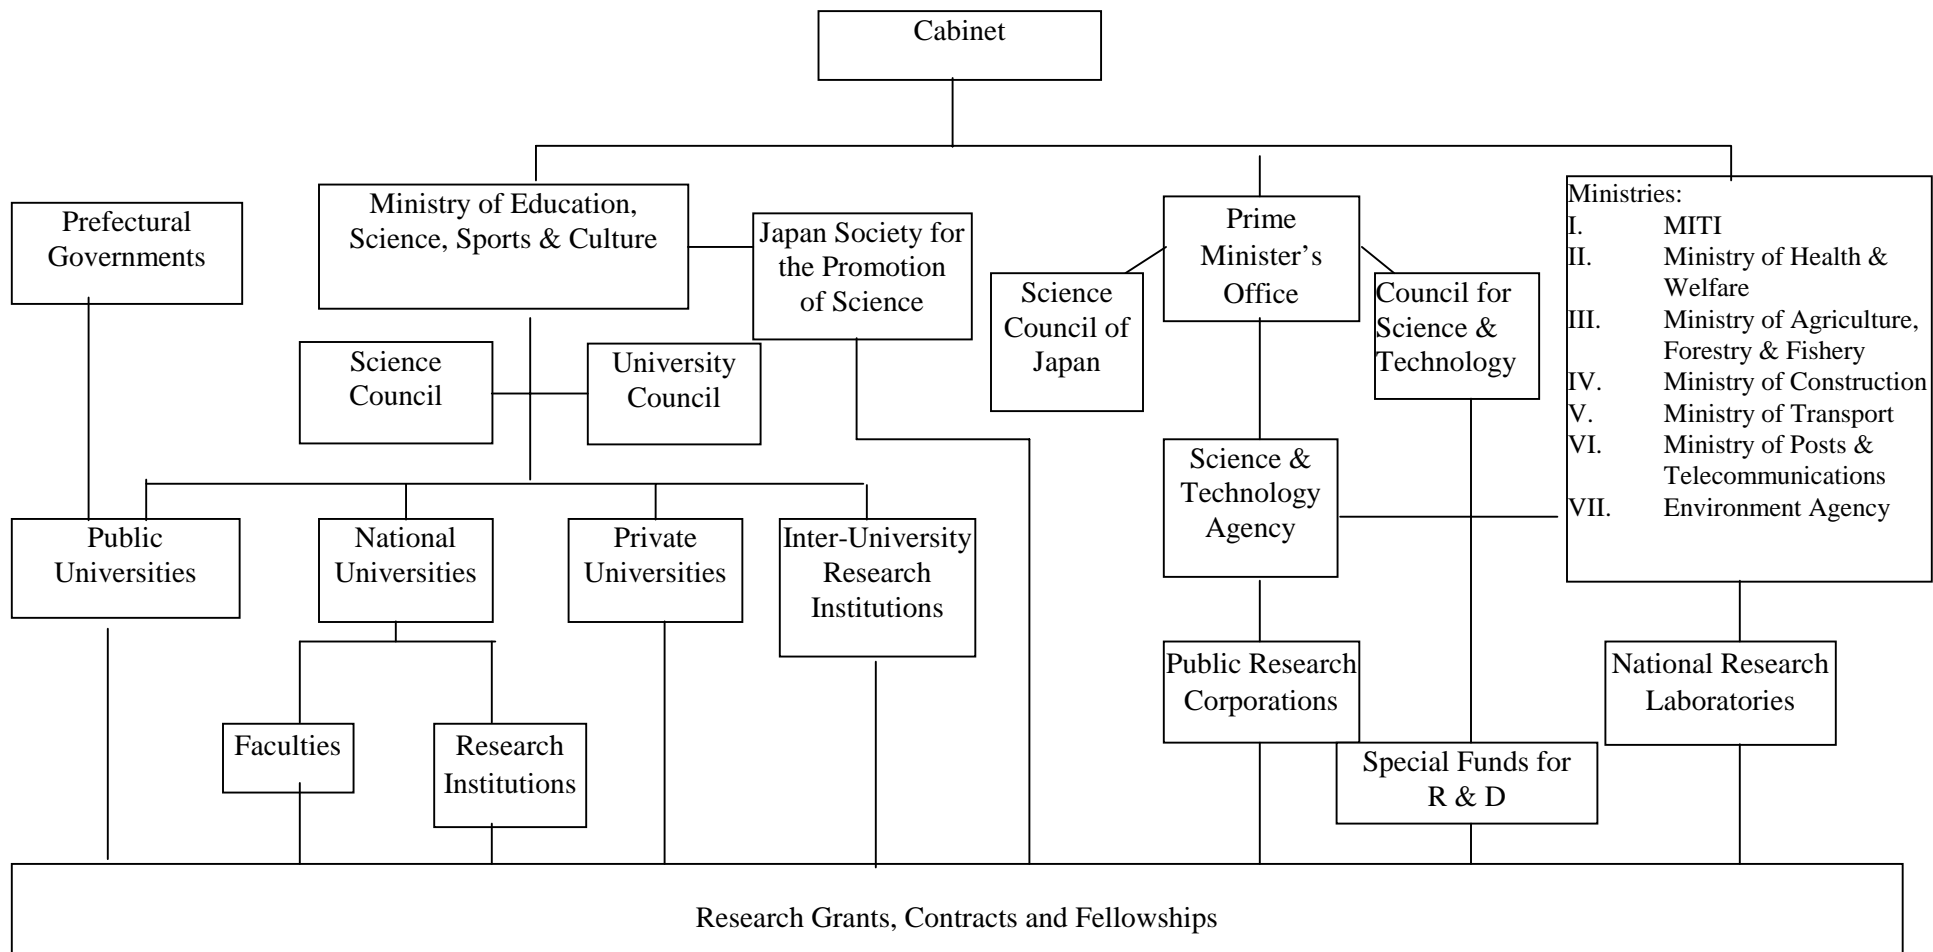 Cabinet
Prefectural
Governments
Ministry of Education,
Science, Sports & Culture
Japan Society for
the Promotion
of Science
Prime
Minister’s
Office
Science
Council of
Japan
Council for
Science &
Technology
Ministries:
I. MITI
II. Ministry of Health &
Welfare
III. Ministry of Agriculture,
Forestry & Fishery
IV. Ministry of Construction
V. Ministry of Transport
VI. Ministry of Posts &
Telecommunications
VII. Environment Agency
Science
Council
University
Council
Science &
Technology
Agency
Public
Universities
National
Universities
Private
Universities
Inter-University
Research
Institutions
Public Research
Corporations
National Research
Laboratories
Faculties
Research
Institutions
Special Funds for
R & D
Research Grants, Contracts and Fellowships